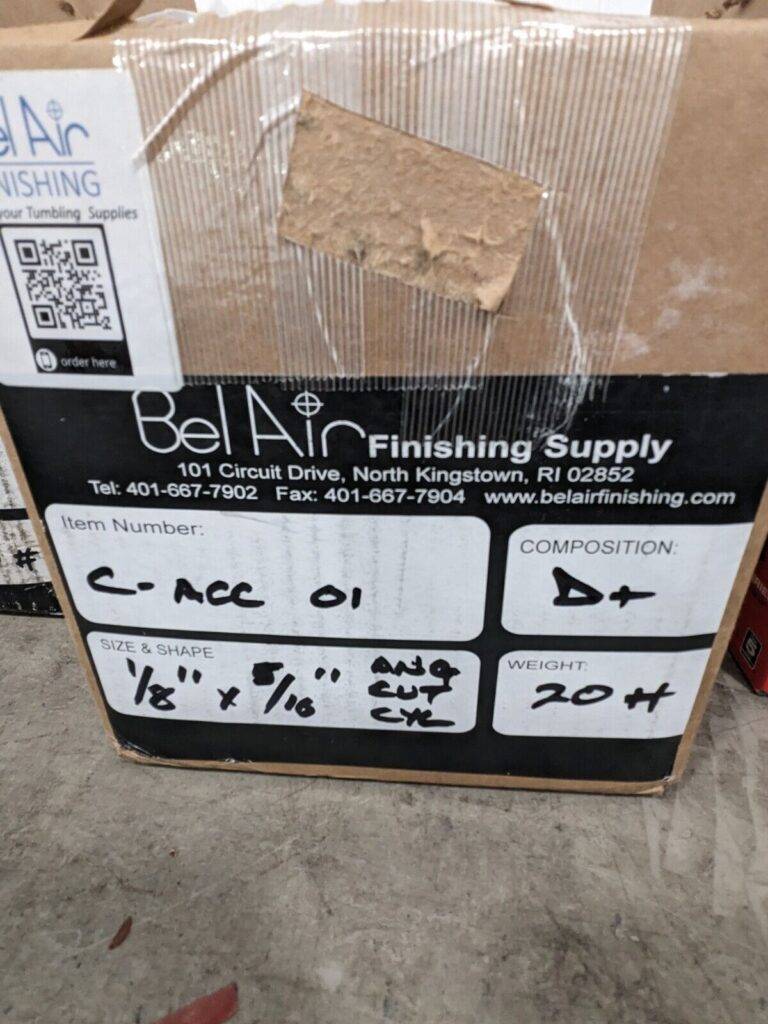 el Air
NISHING
your Tumbling Supplies
order here
Bel Air Finishing Supply
101 Circuit Drive, North Kingstown, RI 02852
Tel: 401-667-7902 Fax: 401-667-7904 www.belairfinishing.com
Item Number:
C- ACC 01
COMPOSITION:
D+
SIZE & SHAPE
1/8" x 5/16" ANG
CUT
CYL
WEIGHT:
20 #
#
5